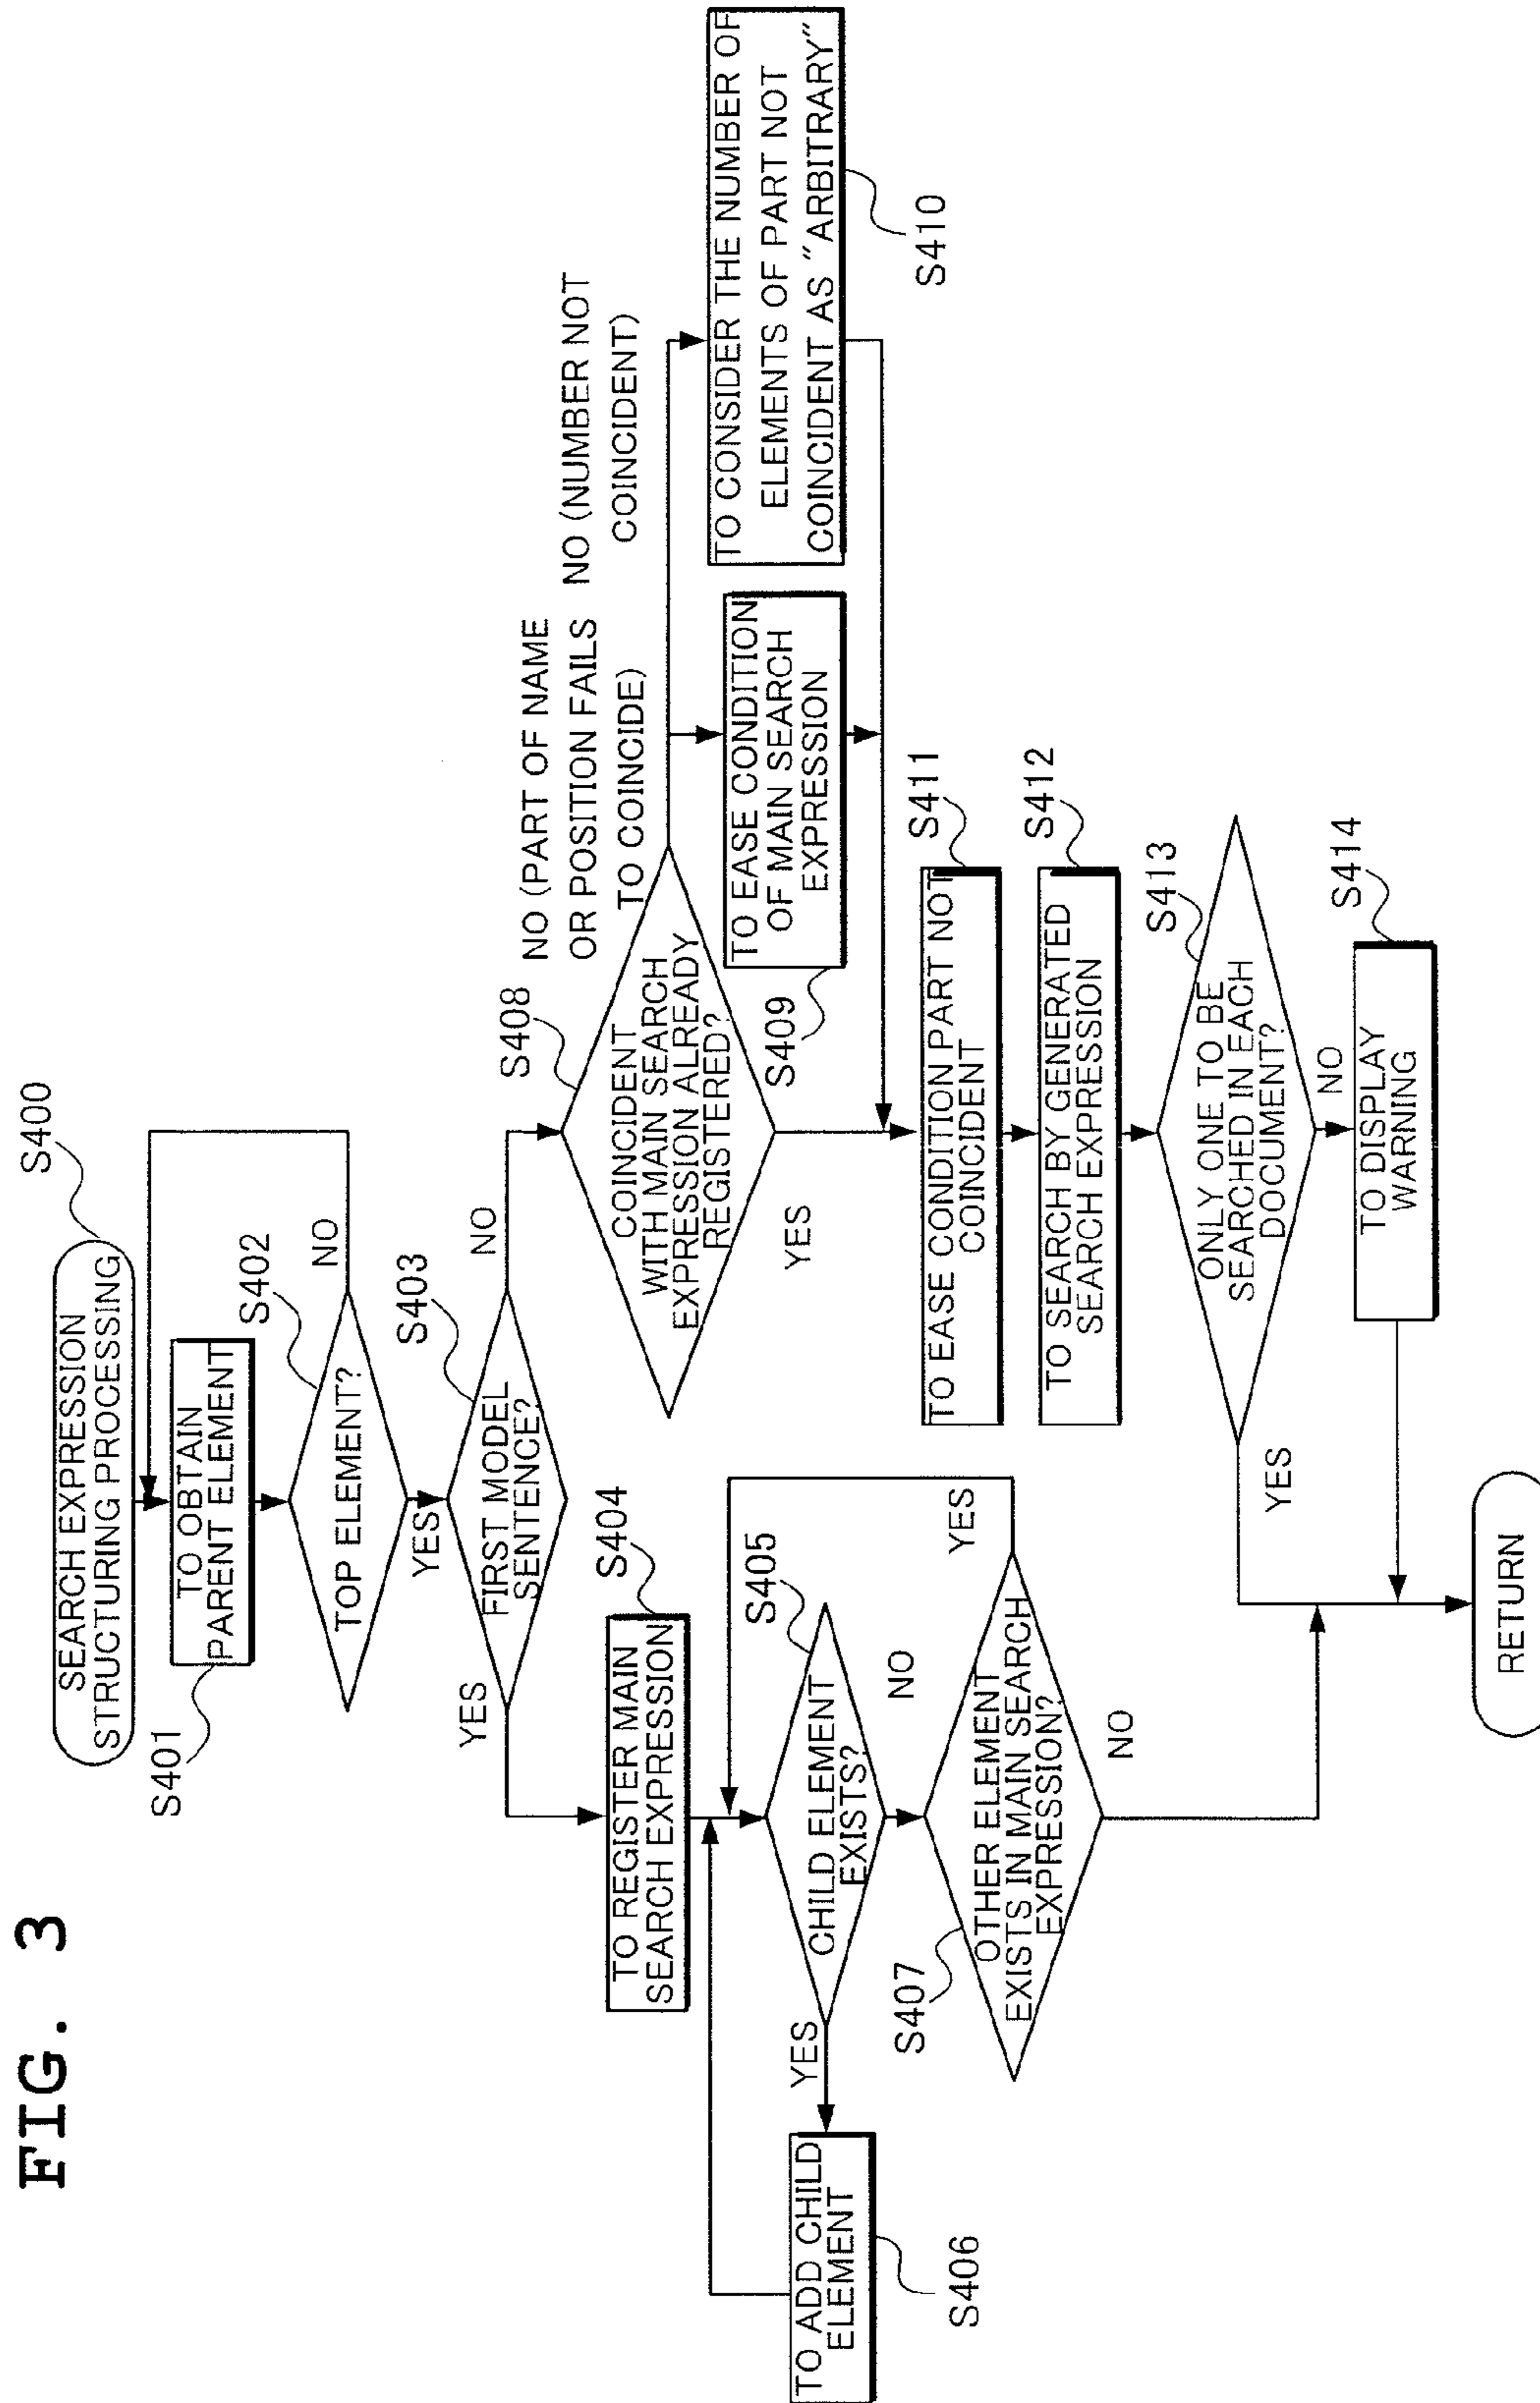 FIG. 3
SEARCH EXPRESSION
STRUCTURING PROCESSING
S400
S401
TO OBTAIN
PARENT ELEMENT
S402
TOP ELEMENT?
NO
YES
S403
FIRST MODEL
SENTENCE?
YES
NO
S404
TO REGISTER MAIN
SEARCH EXPRESSION
S405
CHILD ELEMENT
EXISTS?
YES
NO
TO ADD CHILD
ELEMENT
S406
S407
OTHER ELEMENT
EXISTS IN MAIN SEARCH
EXPRESSION?
YES
NO
S408
COINCIDENT
WITH MAIN SEARCH
EXPRESSION ALREADY
REGISTERED?
YES
NO (PART OF NAME
OR POSITION FAILS
TO COINCIDE)
NO (NUMBER NOT
COINCIDENT)
TO EASE CONDITION
OF MAIN SEARCH
EXPRESSION
S409
TO CONSIDER THE NUMBER OF
ELEMENTS OF PART NOT
COINCIDENT AS "ARBITRARY"
S410
S411
TO EASE CONDITION PART NOT
COINCIDENT
S412
TO SEARCH BY GENERATED
SEARCH EXPRESSION
S413
ONLY ONE TO BE
SEARCHED IN EACH
DOCUMENT?
YES
NO
S414
TO DISPLAY
WARNING
RETURN